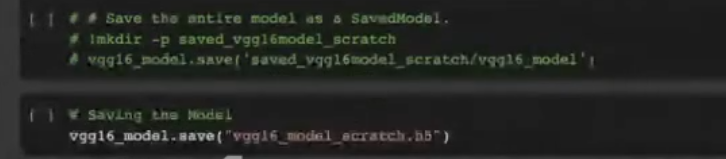 [ ] # # Save the entire model as a SavedModel.
# !mkdir -p saved_vgg16model_scratch
# vgg16_model.save('saved_vgg16model_scratch/vgg16_model')
[ ] # Saving the Model
vgg16_model.save("vgg16_model_scratch.h5")